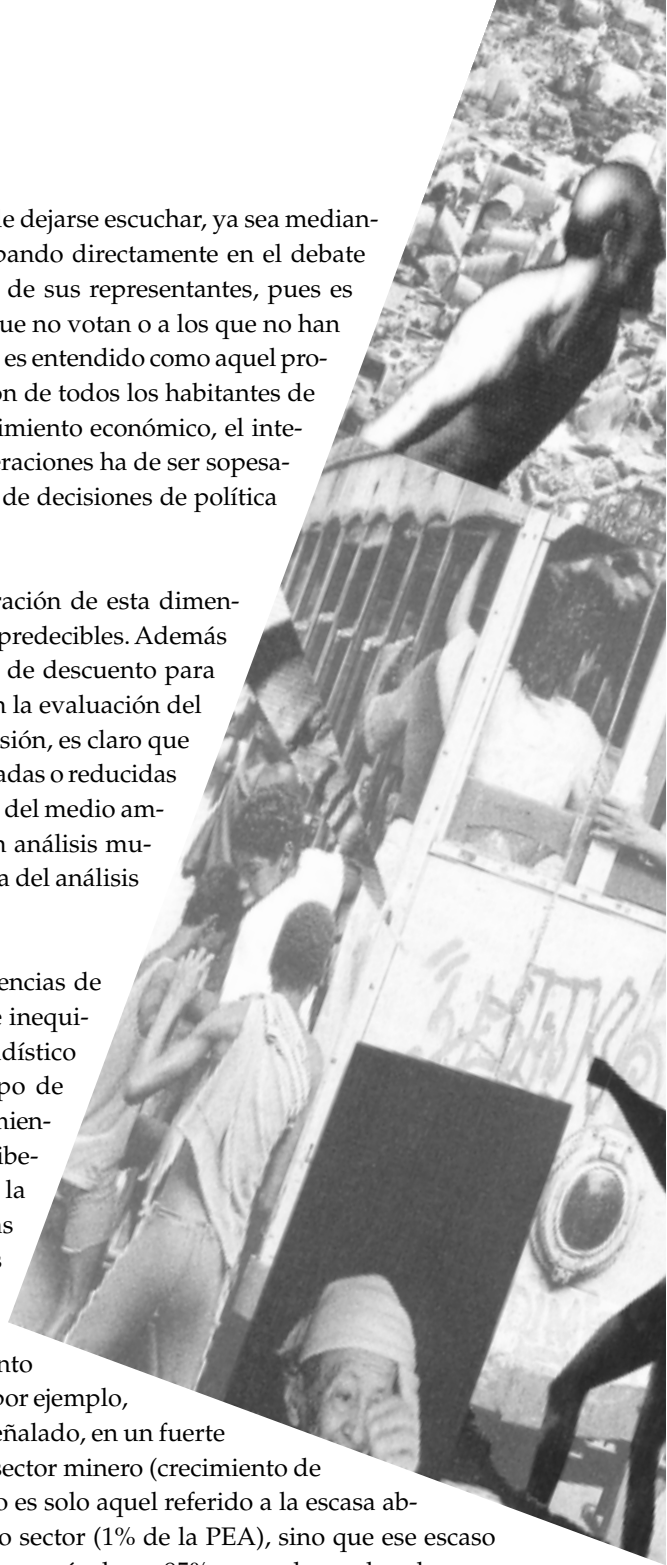 e dejarse escuchar, ya sea median-
pando directamente en el debate
de sus representantes, pues es
ue no votan o a los que no han
es entendido como aquel pro-
ón de todos los habitantes de
imiento económico, el inte-
eraciones ha de ser sopesa-
de decisiones de política
ración de esta dimen-
predecibles. Además
de descuento para
n la evaluación del
sión, es claro que
adas o reducidas
del medio am-
n análisis mu-
a del análisis
encias de
e inequi-
dístico
po de
mien-
ibe-
la
as
s
nto
por ejemplo,
eñalado, en un fuerte
sector minero (crecimiento de
o es solo aquel referido a la escasa ab-
o sector (1% de la PEA), sino que ese escaso